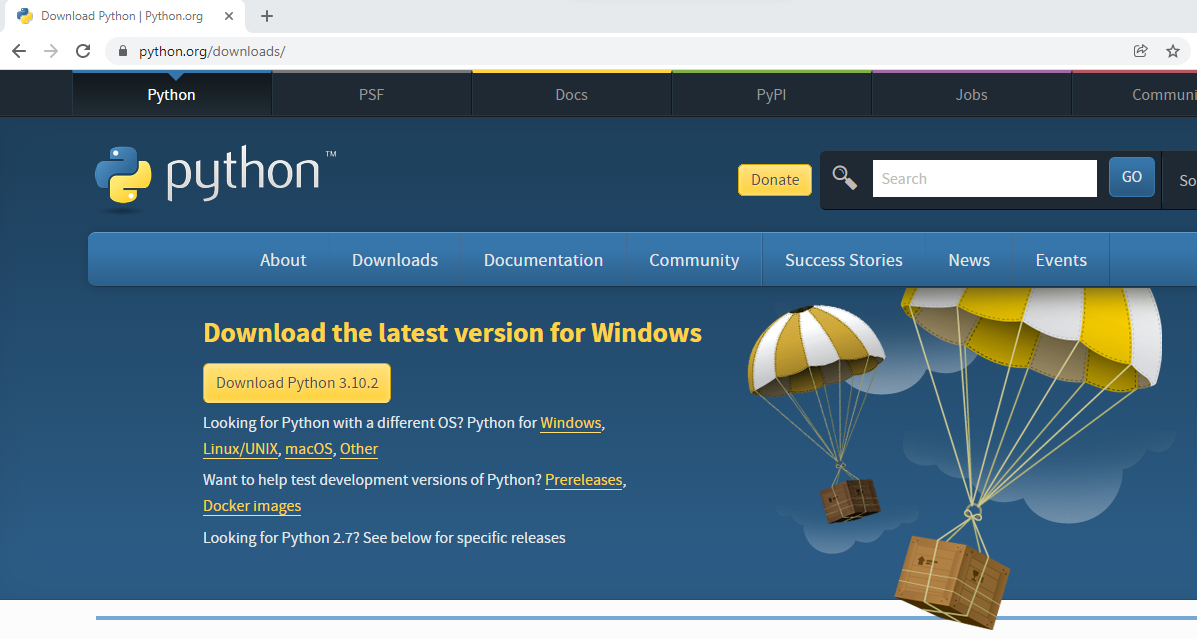 Download Python | Python.org
python.org/downloads/
Python PSF Docs PyPI Jobs Communi
python™
Donate Search GO So
About Downloads Documentation Community Success Stories News Events
Download the latest version for Windows
Download Python 3.10.2
Looking for Python with a different OS? Python for Windows,
Linux/UNIX, macOS, Other
Want to help test development versions of Python? Prereleases,
Docker images
Looking for Python 2.7? See below for specific releases